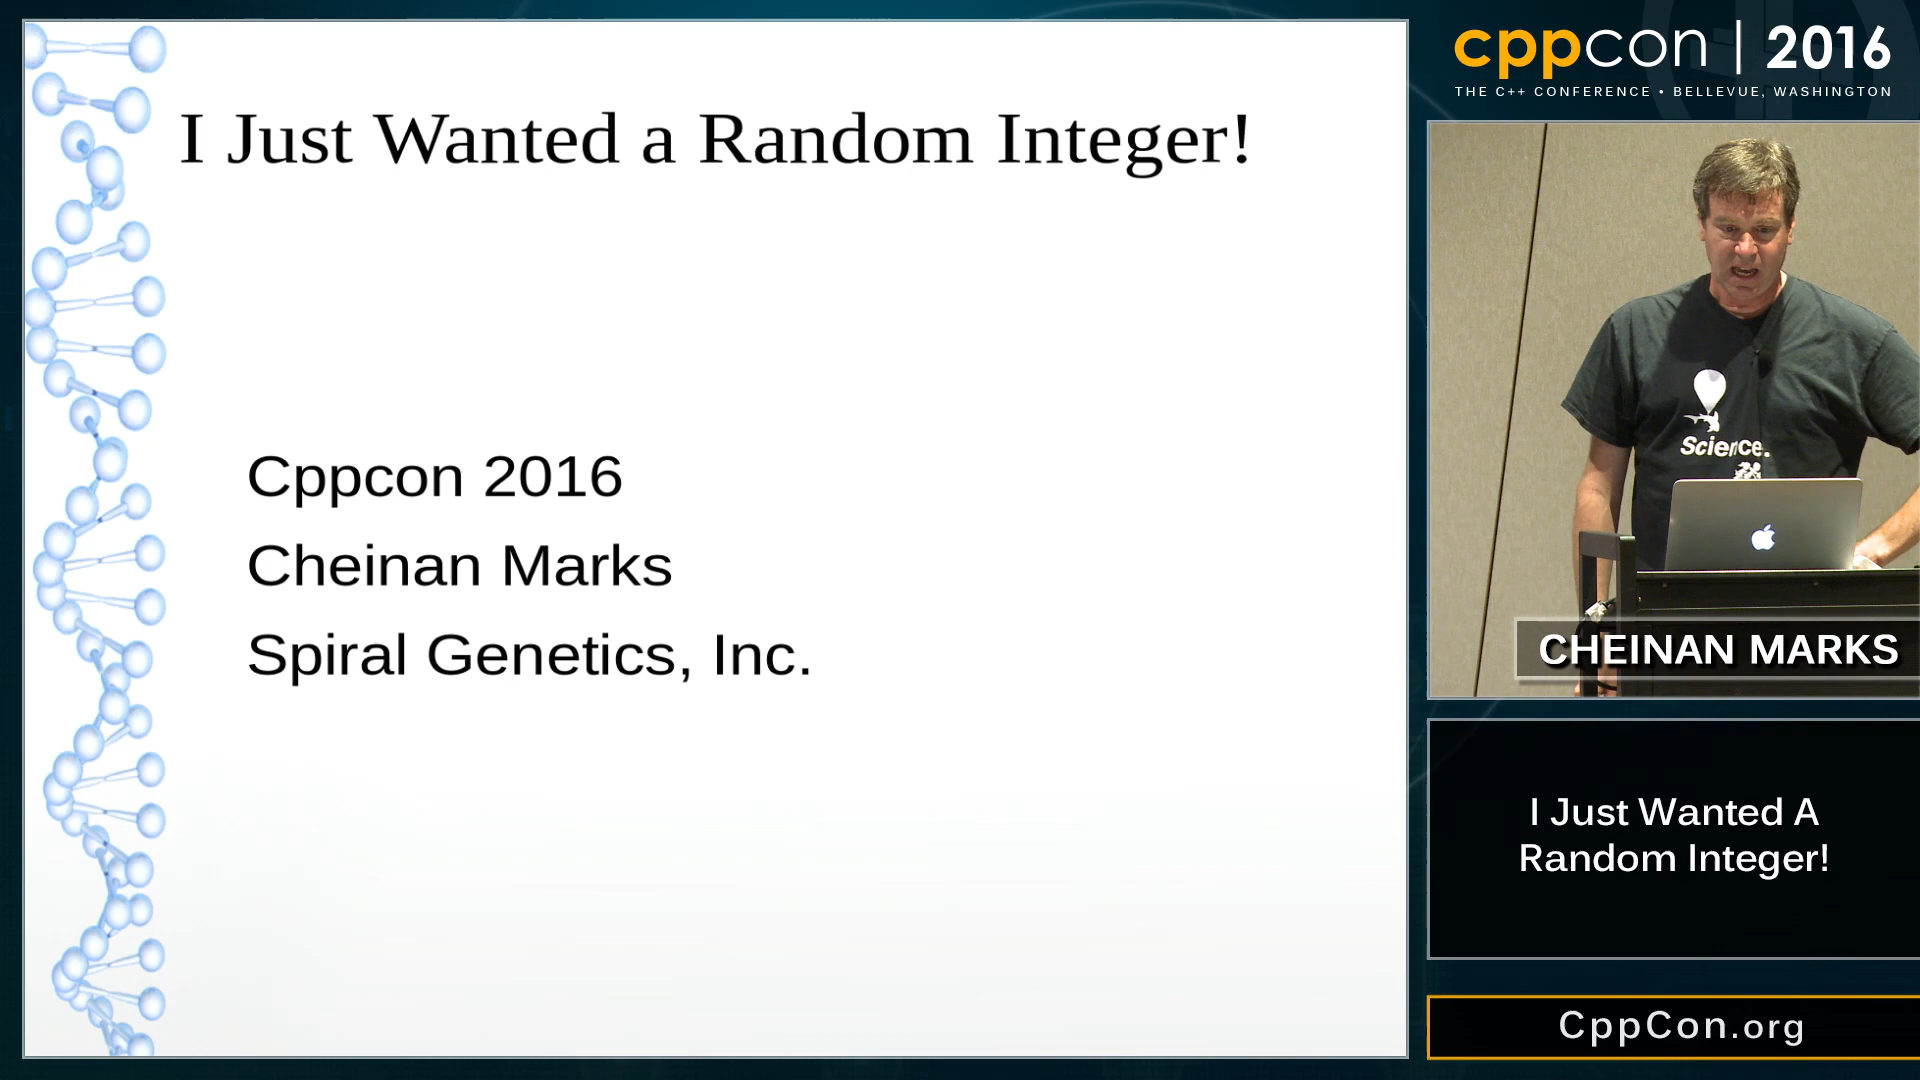 I Just Wanted a Random Integer!
Cppcon 2016
Cheinan Marks
Spiral Genetics, Inc.
cppcon | 2016
THE C++ CONFERENCE • BELLEVUE, WASHINGTON
Science.
CHEINAN MARKS
I Just Wanted A
Random Integer!
CppCon.org